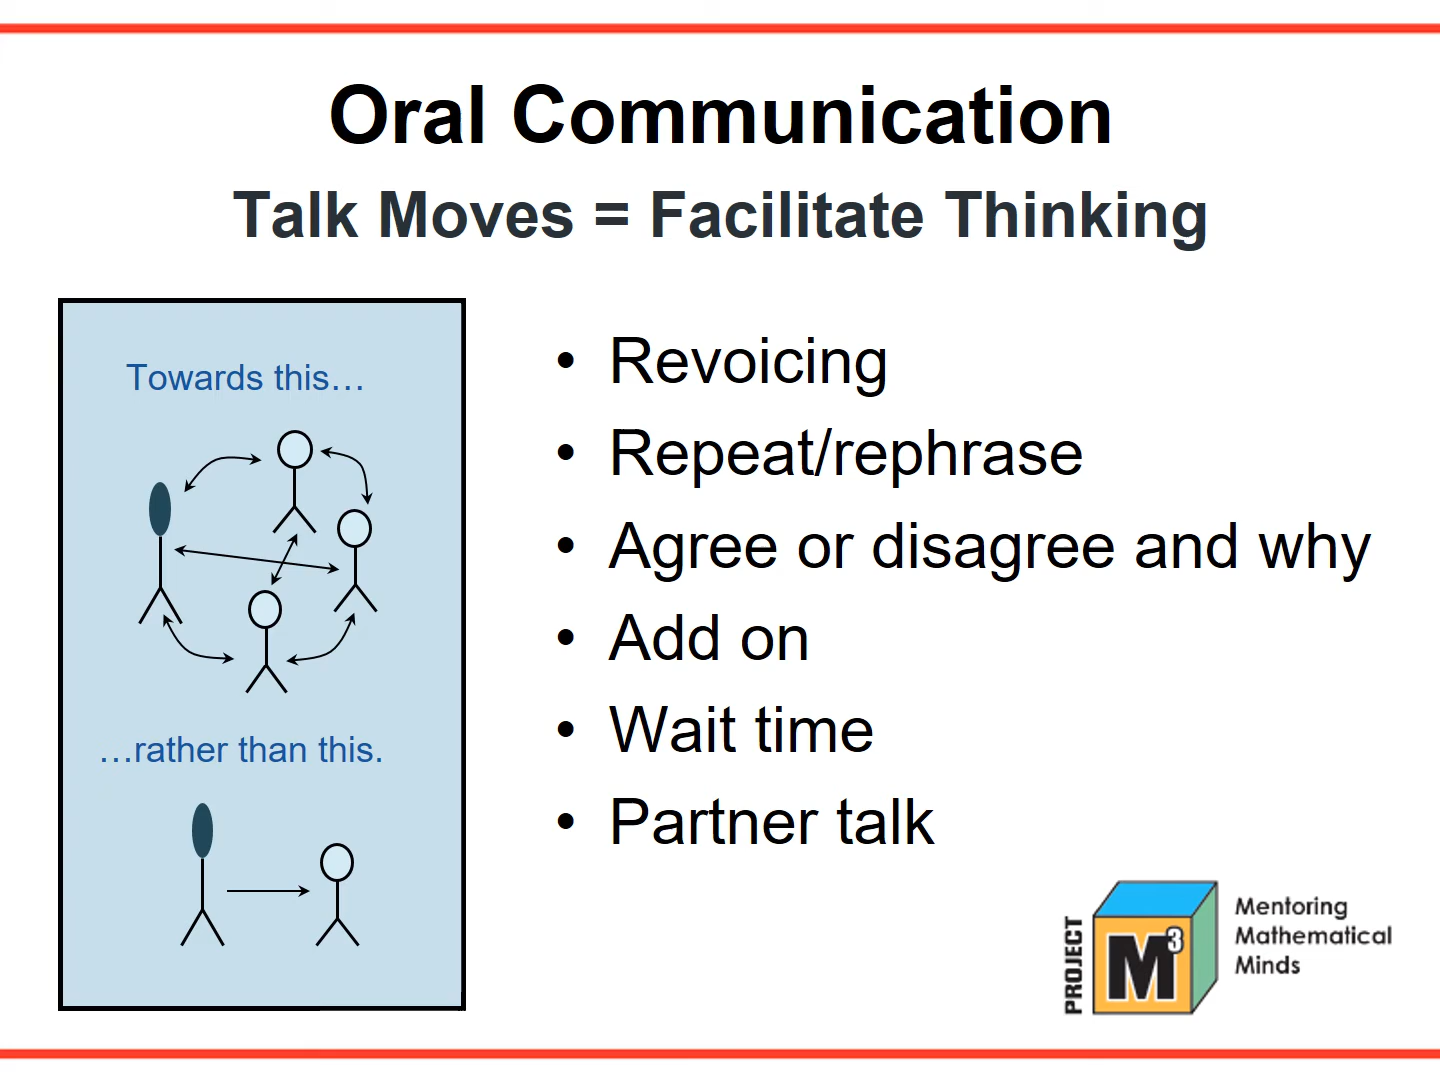 Oral Communication
Talk Moves = Facilitate Thinking
Towards this…
…rather than this.
• Revoicing
• Repeat/rephrase
• Agree or disagree and why
• Add on
• Wait time
• Partner talk
PROJECT
M3
Mentoring
Mathematical
Minds